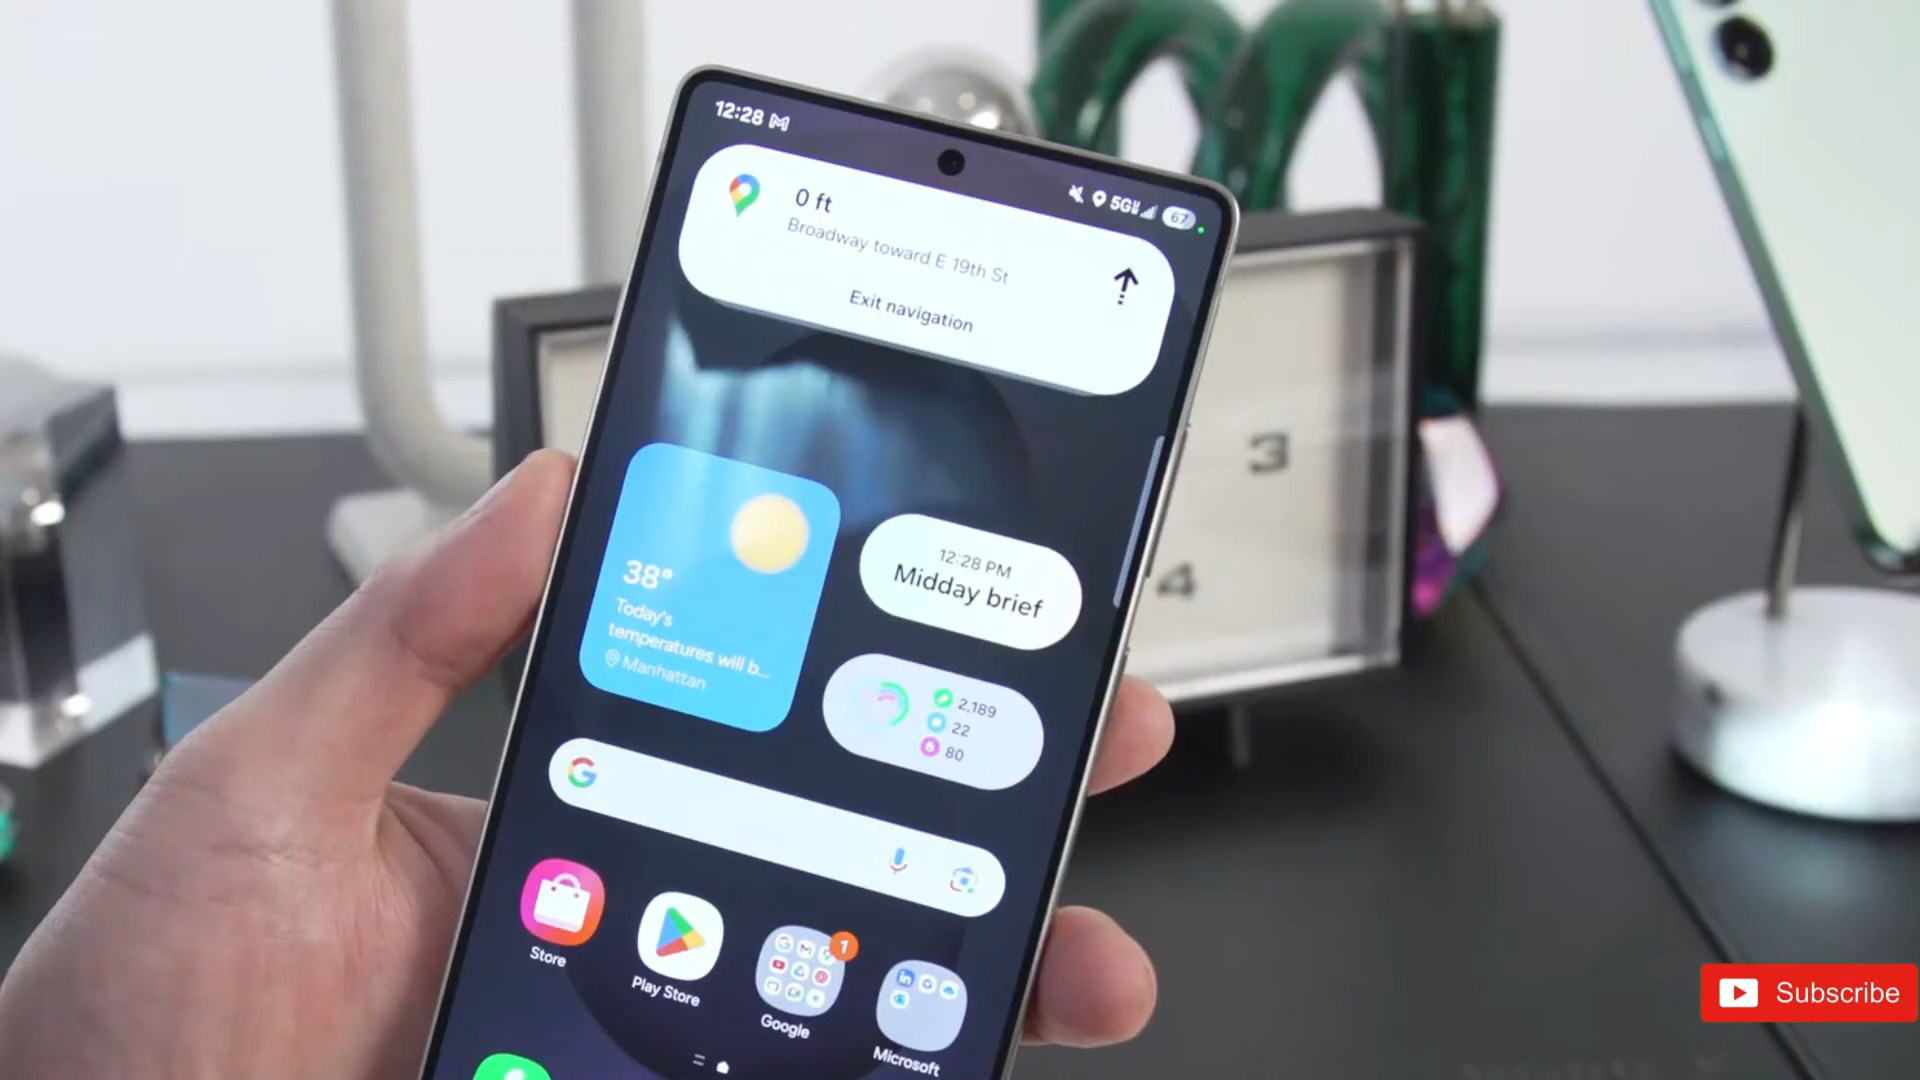 12:28
5G 67
0 ft
Broadway toward E 19th St
Exit navigation
38°
Today's
temperatures will b...
Manhattan
12:28 PM
Midday brief
2,189
22
80
Store
Play Store
1
Google
Microsoft
3
4
Subscribe